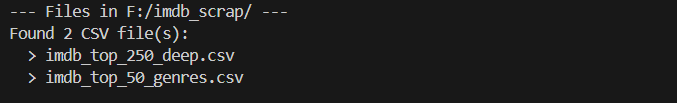 --- Files in F:/imdb_scrap/ ---
Found 2 CSV file(s):
  > imdb_top_250_deep.csv
  > imdb_top_50_genres.csv